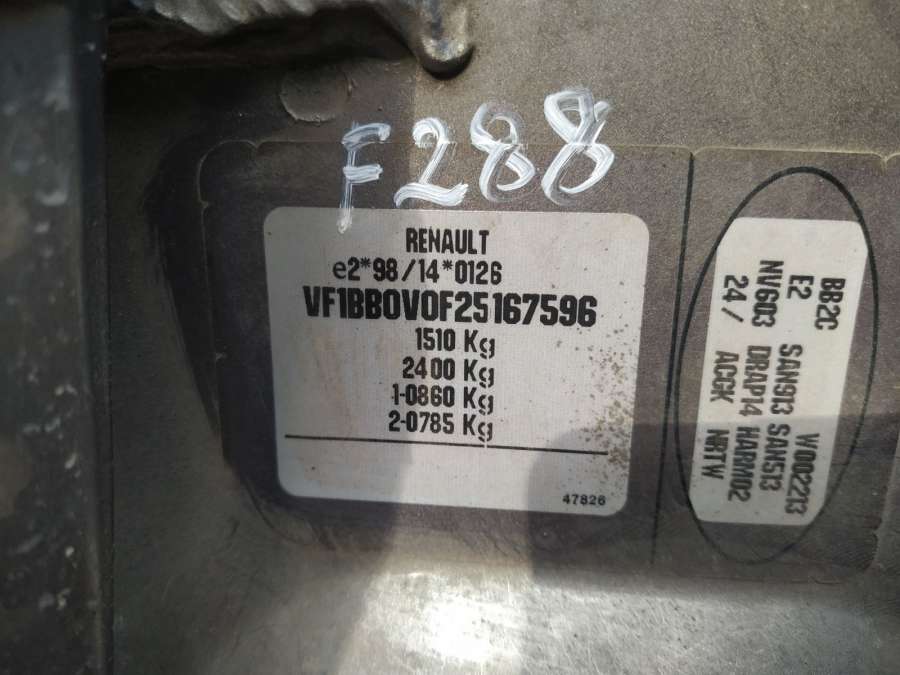 F288
RENAULT
e2*98/14*0126
VF1BB0V0F25167596
1510 Kg
2400 Kg
1-0860 Kg
2-0785 Kg
47826
BB2C W002213
E2 SAN913 SAN513
NV603 DRAP14 HARM02
24/ ACCK NRTW